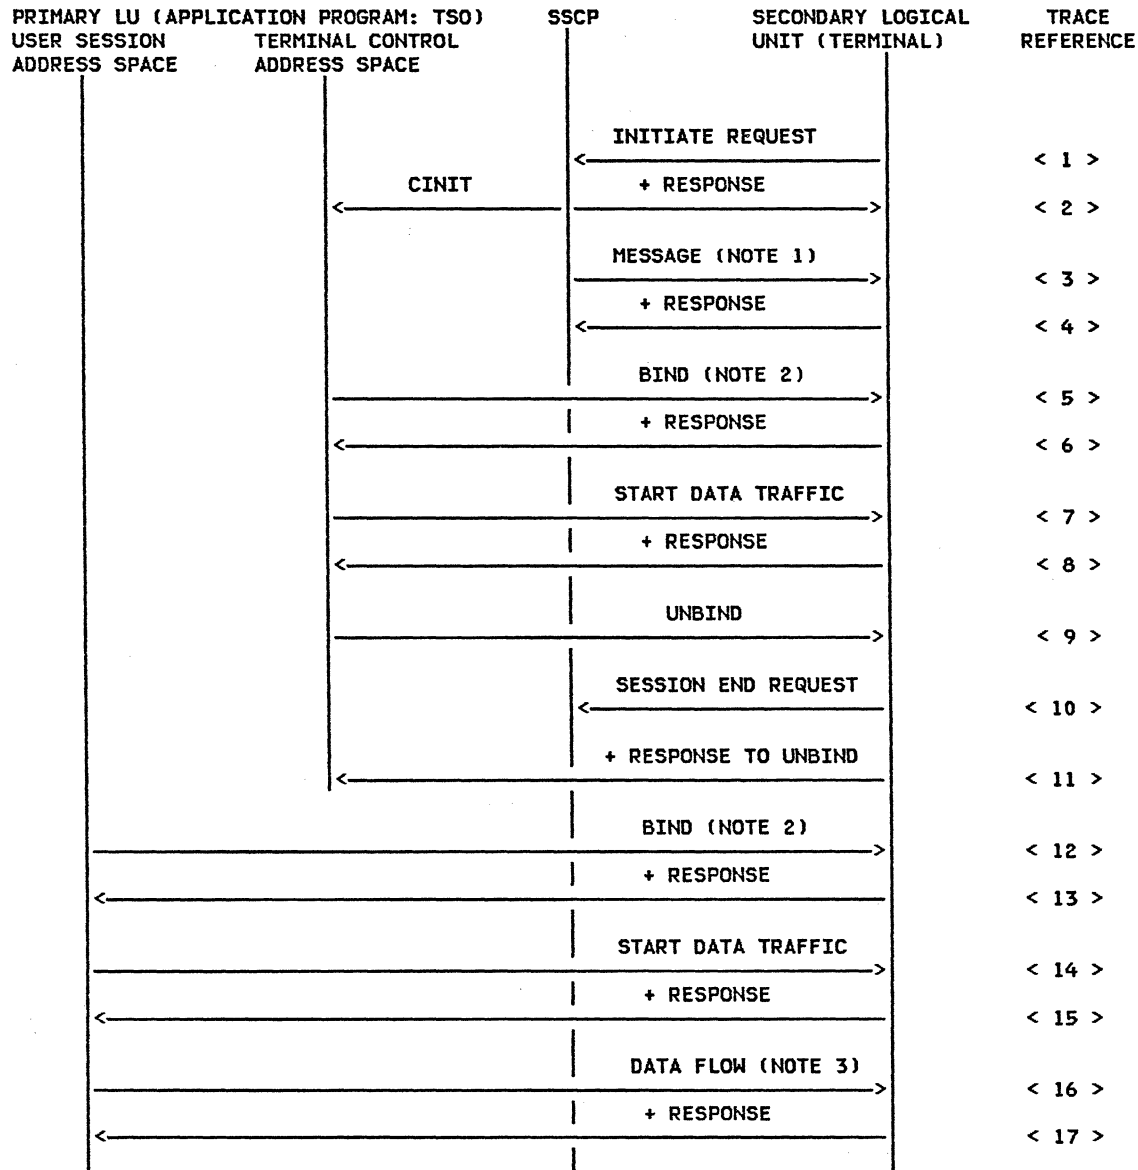 PRIMARY LU (APPLICATION PROGRAM: TSO) SSCP SECONDARY LOGICAL TRACE
USER SESSION TERMINAL CONTROL UNIT (TERMINAL) REFERENCE
ADDRESS SPACE ADDRESS SPACE
INITIATE REQUEST
< 1 >
CINIT + RESPONSE
< 2 >
MESSAGE (NOTE 1)
< 3 >
+ RESPONSE
< 4 >
BIND (NOTE 2)
< 5 >
+ RESPONSE
< 6 >
START DATA TRAFFIC
< 7 >
+ RESPONSE
< 8 >
UNBIND
< 9 >
SESSION END REQUEST
< 10 >
+ RESPONSE TO UNBIND
< 11 >
BIND (NOTE 2)
< 12 >
+ RESPONSE
< 13 >
START DATA TRAFFIC
< 14 >
+ RESPONSE
< 15 >
DATA FLOW (NOTE 3)
< 16 >
+ RESPONSE
< 17 >